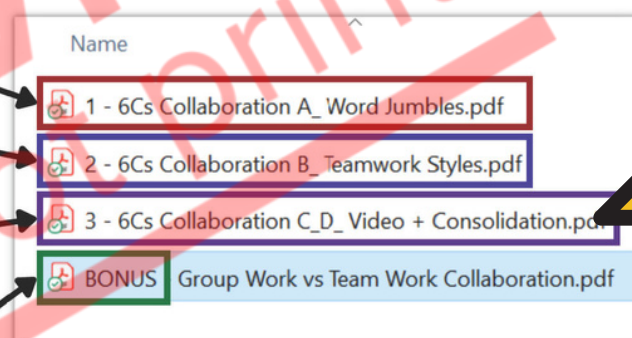 Name
1 - 6Cs Collaboration A_ Word Jumbles.pdf
2 - 6Cs Collaboration B_ Teamwork Styles.pdf
3 - 6Cs Collaboration C_D_ Video + Consolidation.pdf
BONUS Group Work vs Team Work Collaboration.pdf